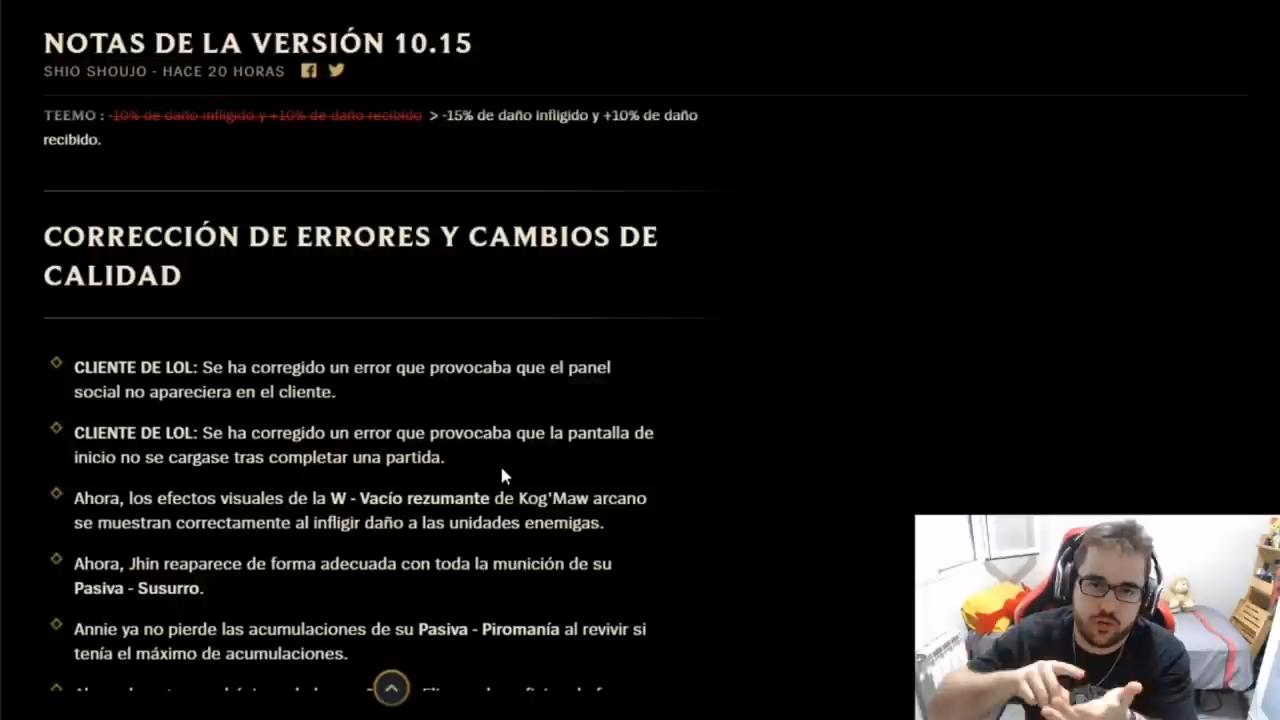 NOTAS DE LA VERSIÓN 10.15
SHIO SHOUJO - HACE 20 HORAS
TEEMO : -10% de daño infligido y +10% de daño recibido > -15% de daño infligido y +10% de daño
recibido.
CORRECCIÓN DE ERRORES Y CAMBIOS DE
CALIDAD
CLIENTE DE LOL: Se ha corregido un error que provocaba que el panel
social no apareciera en el cliente.
CLIENTE DE LOL: Se ha corregido un error que provocaba que la pantalla de
inicio no se cargase tras completar una partida.
Ahora, los efectos visuales de la W - Vacío rezumante de Kog'Maw arcano
se muestran correctamente al infligir daño a las unidades enemigas.
Ahora, Jhin reaparece de forma adecuada con toda la munición de su
Pasiva - Susurro.
Annie ya no pierde las acumulaciones de su Pasiva - Piromanía al revivir si
tenía el máximo de acumulaciones.